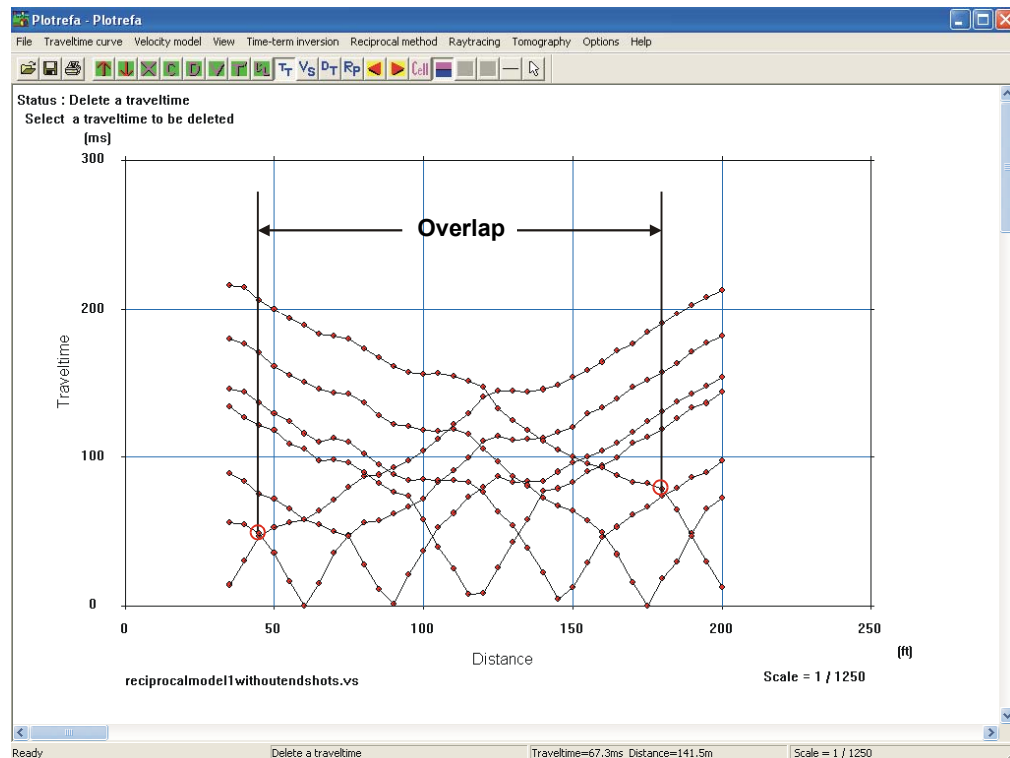 Plotrefa - Plotrefa
File Traveltime curve Velocity model View Time-term inversion Reciprocal method Raytracing Tomography Options Help
TT VS DT RP Cell
Status : Delete a traveltime
Select a traveltime to be deleted
(ms)
300
Overlap
200
Traveltime
100
0
0 50 100 150 200 250
(ft)
Distance
reciprocalmodel1withoutendshots.vs
Scale = 1 / 1250
Ready Delete a traveltime Traveltime=67.3ms Distance=141.5m Scale = 1 / 1250